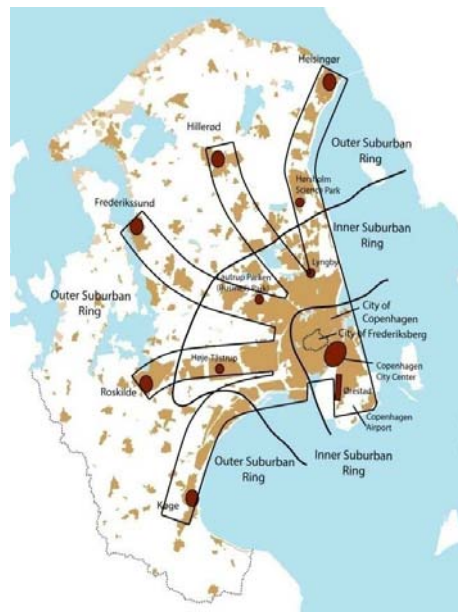 Helsingør
Hillerød
Outer Suburban
Ring
Hørsholm
Science Park
Frederikssund
Inner Suburban
Ring
Lyngby
Lautrup Parken
(Business Park)
Outer Suburban
Ring
City of
Copenhagen
City of Frederiksberg
Høje-Tåstrup
Copenhagen
City Center
Roskilde
Ørestad
Copenhagen
Airport
Outer Suburban
Ring
Inner Suburban
Ring
Køge